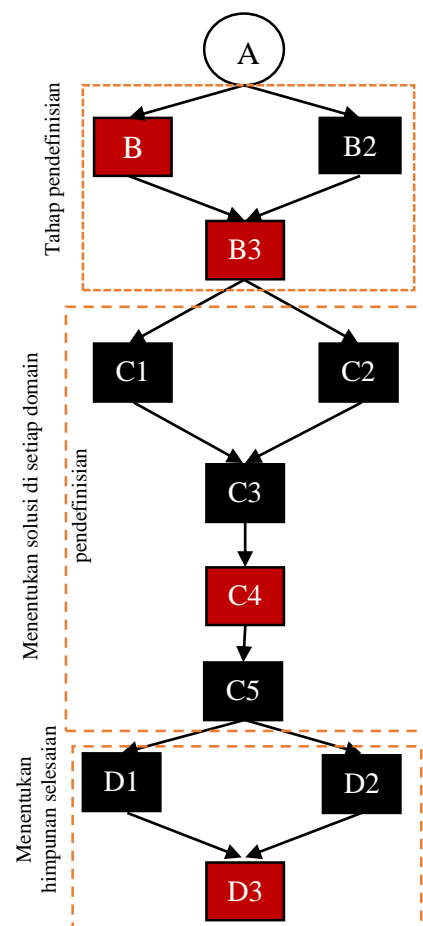 A
Tahap pendefinisian
B
B2
B3
Menentukan solusi di setiap domain
pendefinisian
C1
C2
C3
C4
C5
Menentukan
himpunan selesaian
D1
D2
D3